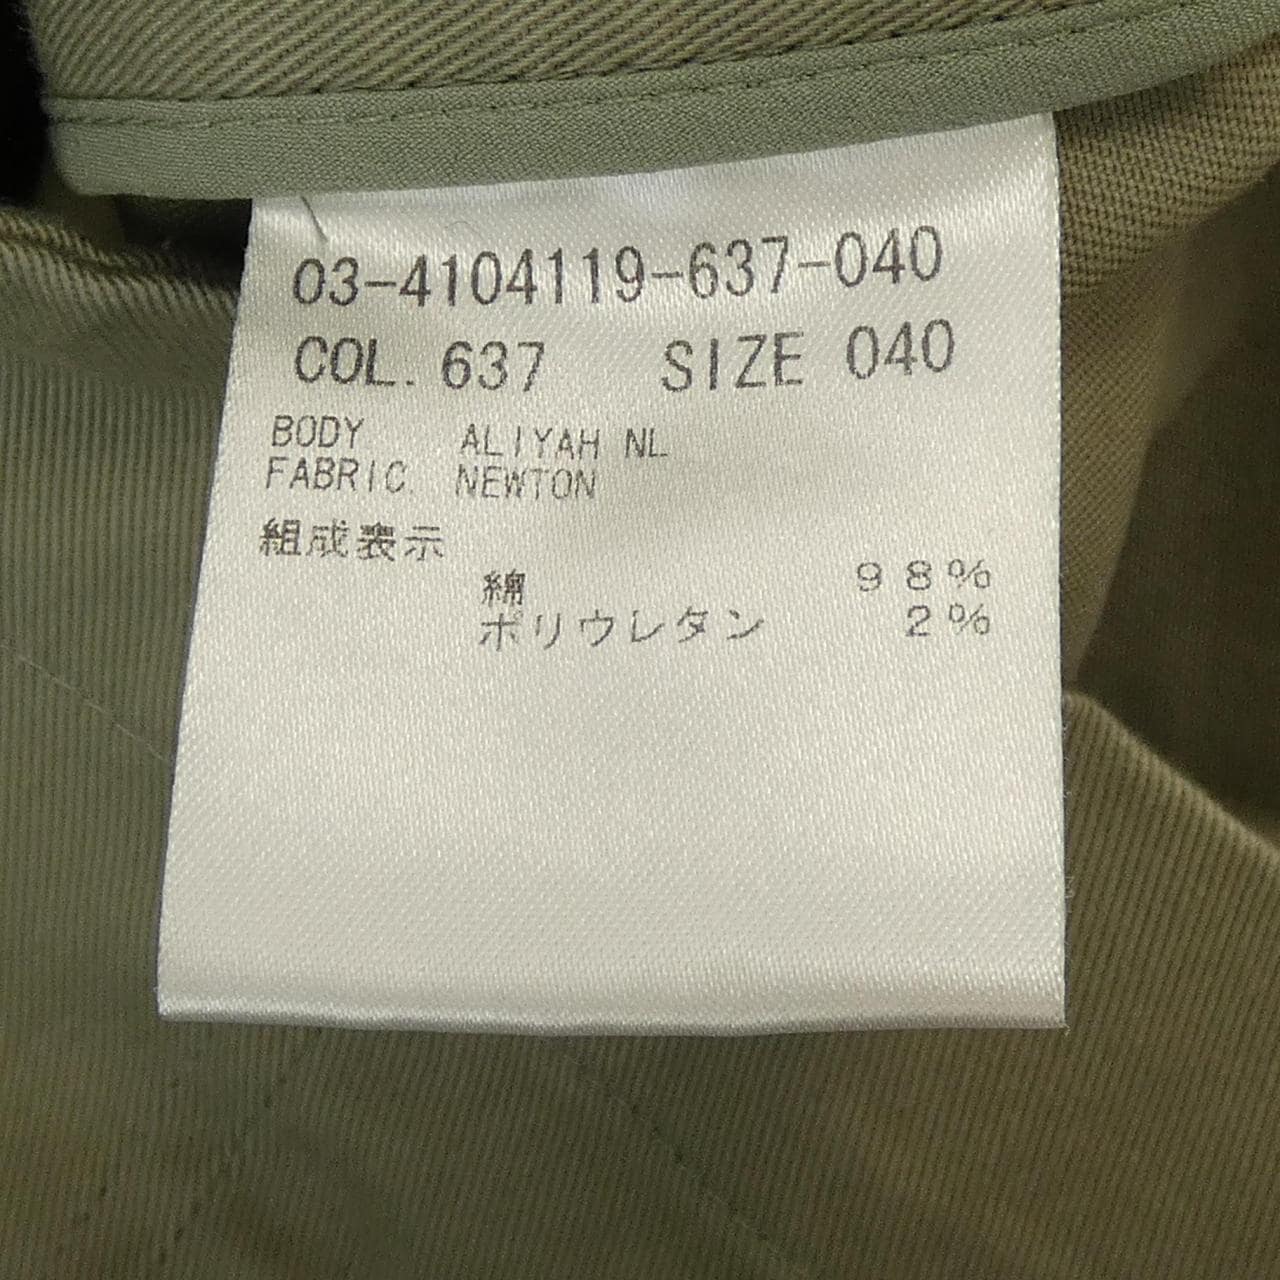 03-4104119-637-040
COL. 637 SIZE 040
BODY ALIYAH NL
FABRIC. NEWTON
組成表示
綿 98%
ポリウレタン 2%